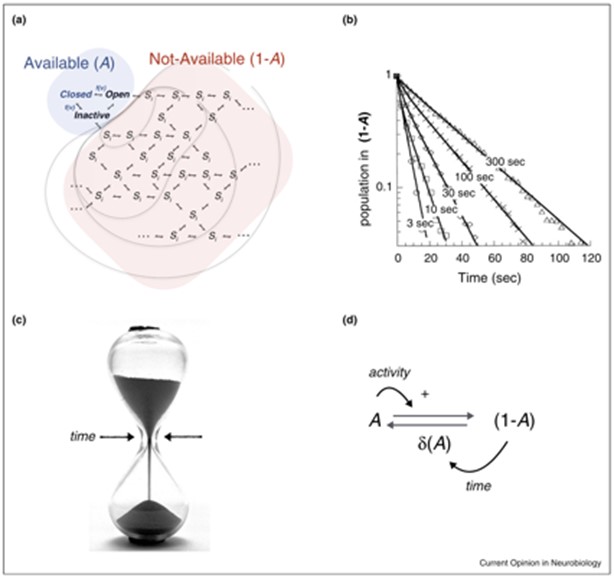 (a)
Available (A)
Not-Available (1-A)
Closed
f(v)
Open
f(v)
Inactive
(b)
population in (1-A)
1
0.1
300 sec
100 sec
30 sec
10 sec
3 sec
0 20 40 60 80 100 120
Time (sec)
(c)
time
(d)
activity
+
A
(1-A)
δ(A)
time
Current Opinion in Neurobiology